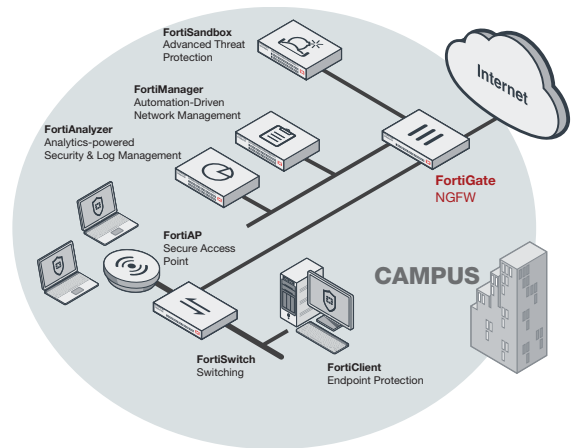 FortiSandbox
Advanced Threat
Protection
FortiManager
Automation-Driven
Network Management
FortiAnalyzer
Analytics-powered
Security & Log Management
Internet
FortiGate
NGFW
FortiAP
Secure Access
Point
CAMPUS
FortiSwitch
Switching
FortiClient
Endpoint Protection